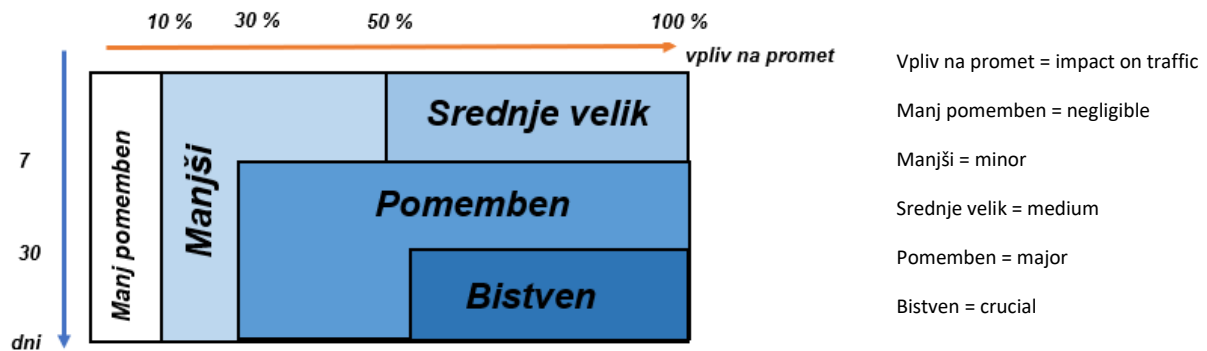 10 % 30 % 50 % 100 %
vpliv na promet
Vpliv na promet = impact on traffic
Manj pomemben = negligible
Manjši = minor
Srednje velik = medium
Pomemben = major
Bistven = crucial
7
30
dni
Manj pomemben
Manjši
Srednje velik
Pomemben
Bistven